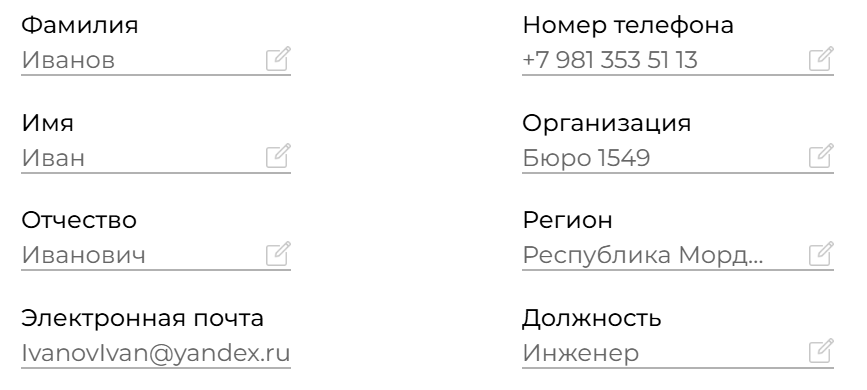 Фамилия
Иванов
Имя
Иван
Отчество
Иванович
Электронная почта
IvanovIvan@yandex.ru
Номер телефона
+7 981 353 51 13
Организация
Бюро 1549
Регион
Республика Морд...
Должность
Инженер